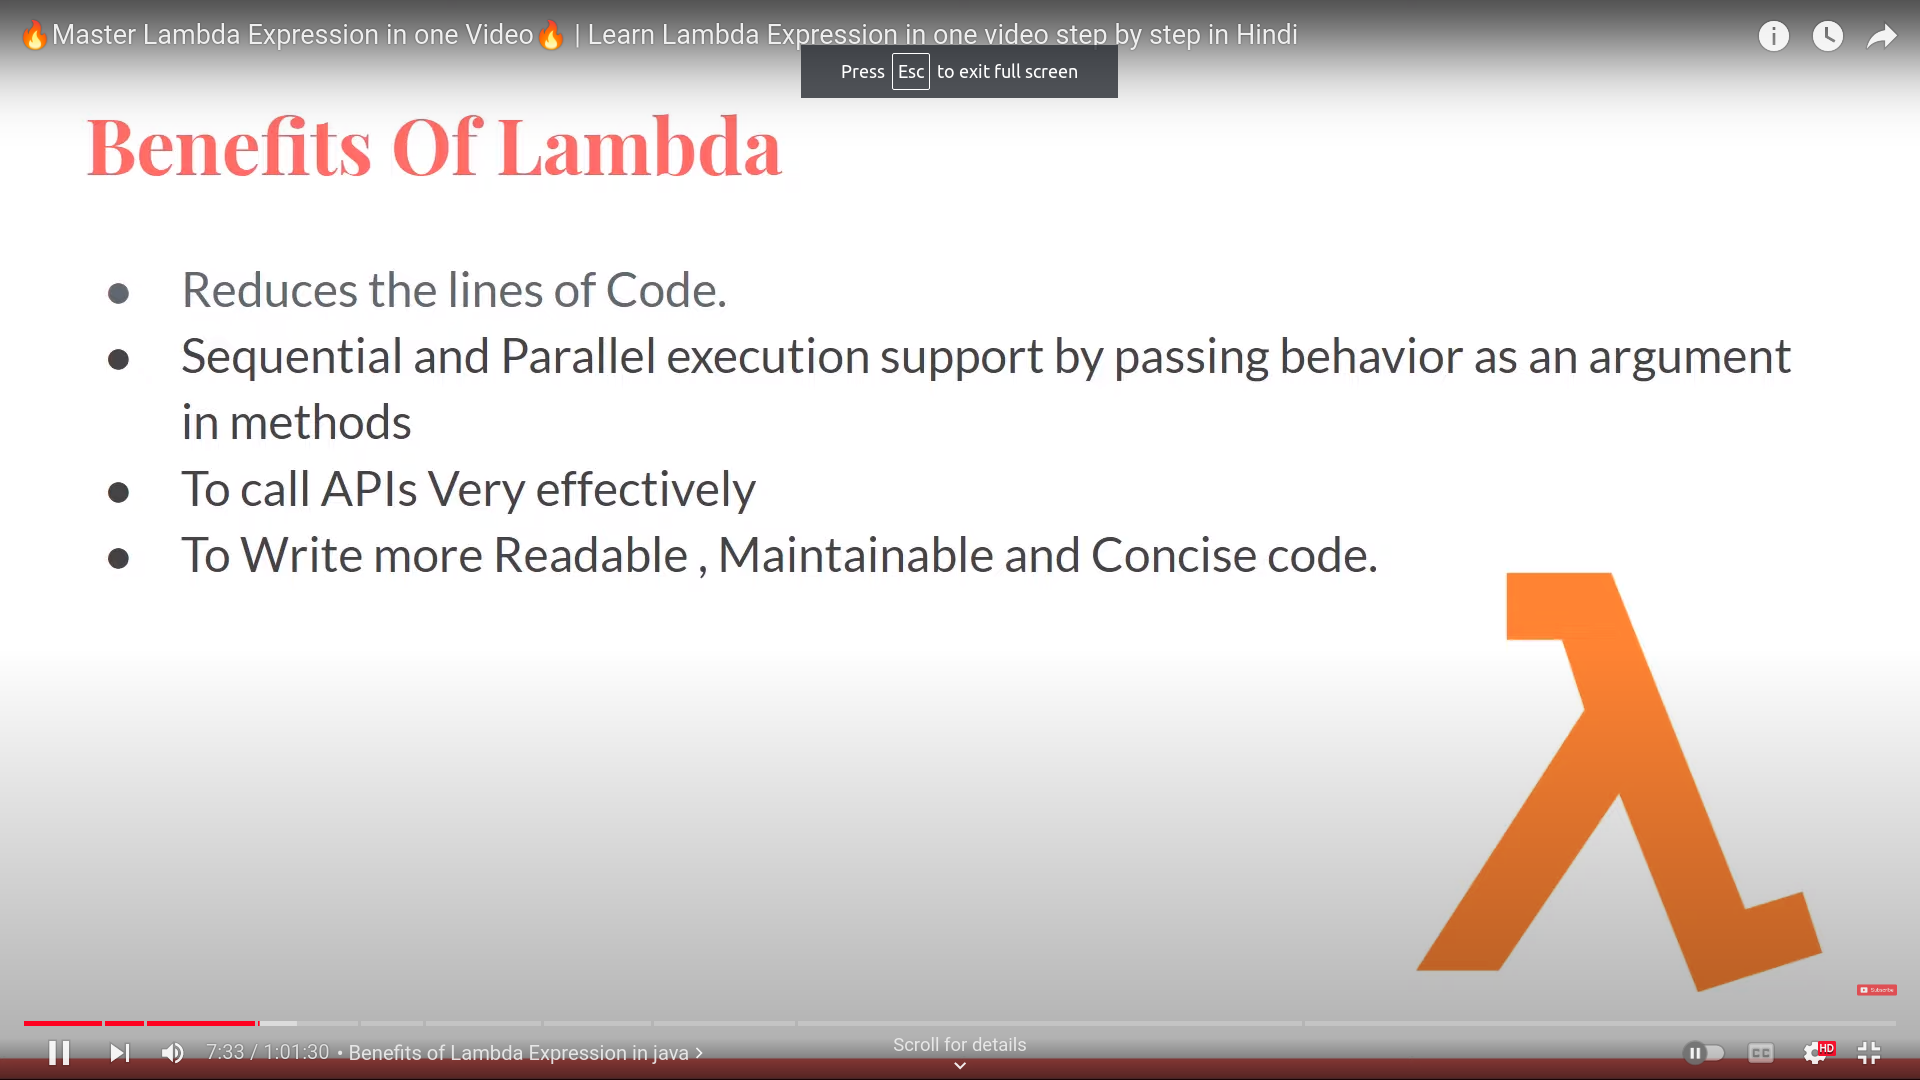 🔥Master Lambda Expression in one Video🔥 | Learn Lambda Expression in one video step by step in Hindi
Press Esc to exit full screen
Benefits Of Lambda
● Reduces the lines of Code.
● Sequential and Parallel execution support by passing behavior as an argument
in methods
● To call APIs Very effectively
● To Write more Readable , Maintainable and Concise code.
Subscribe
Scroll for details
7:33 / 1:01:30 • Benefits of Lambda Expression in java >
CC
HD